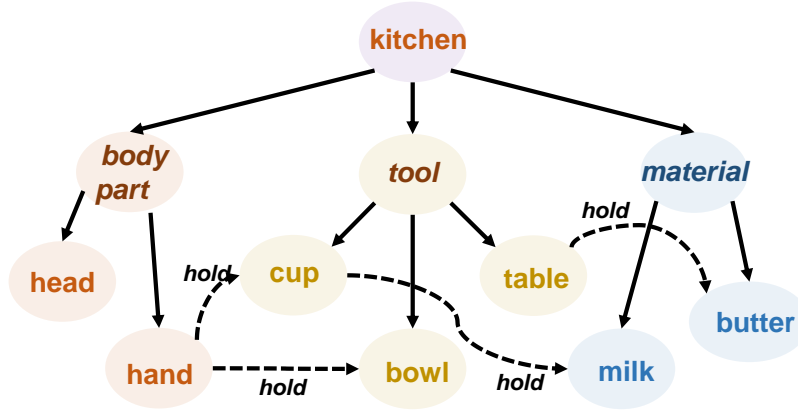 kitchen
body
part
tool
material
hold
head
hold
cup
table
butter
hand
hold
bowl
hold
milk